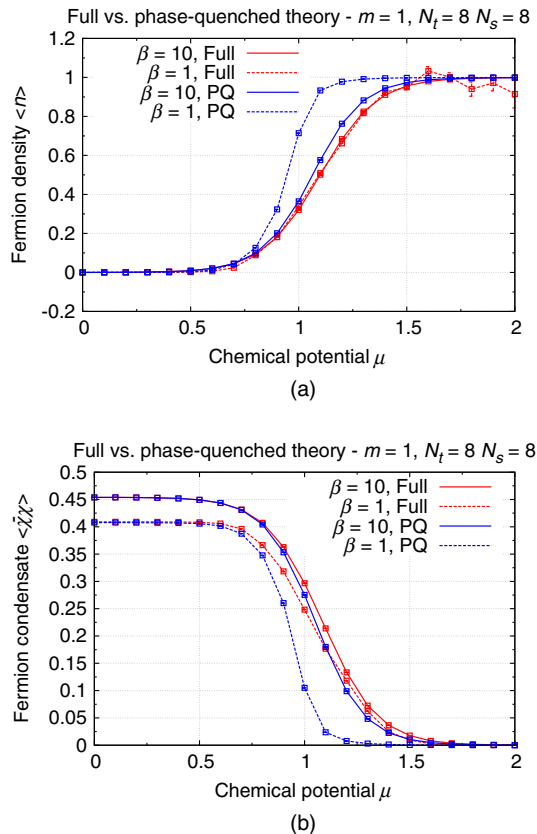 Full vs. phase-quenched theory - m = 1, Nt = 8 Ns = 8
Fermion density <n>
1.2
1
0.8
0.6
0.4
0.2
0
-0.2
β = 10, Full
β = 1, Full
β = 10, PQ
β = 1, PQ
0 0.5 1 1.5 2
Chemical potential μ
(a)
Full vs. phase-quenched theory - m = 1, Nt = 8 Ns = 8
Fermion condensate <χ̄χ>
0.5
0.45
0.4
0.35
0.3
0.25
0.2
0.15
0.1
0.05
0
β = 10, Full
β = 1, Full
β = 10, PQ
β = 1, PQ
0 0.5 1 1.5 2
Chemical potential μ
(b)